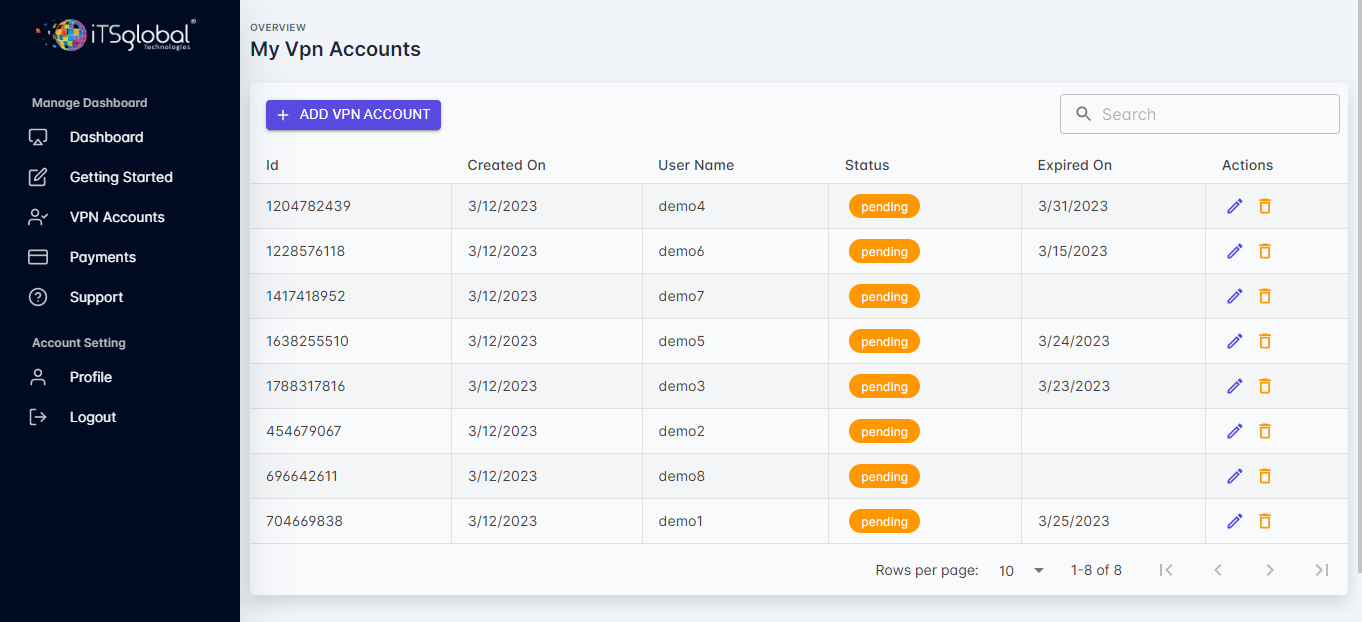 iTSglobal®
Technologies
Manage Dashboard
Dashboard
Getting Started
VPN Accounts
Payments
Support
Account Setting
Profile
Logout
OVERVIEW
My Vpn Accounts
+ ADD VPN ACCOUNT
Search
Id Created On User Name Status Expired On Actions
1204782439 3/12/2023 demo4 pending 3/31/2023
1228576118 3/12/2023 demo6 pending 3/15/2023
1417418952 3/12/2023 demo7 pending
1638255510 3/12/2023 demo5 pending 3/24/2023
1788317816 3/12/2023 demo3 pending 3/23/2023
454679067 3/12/2023 demo2 pending
696642611 3/12/2023 demo8 pending
704669838 3/12/2023 demo1 pending 3/25/2023
Rows per page: 10 1-8 of 8